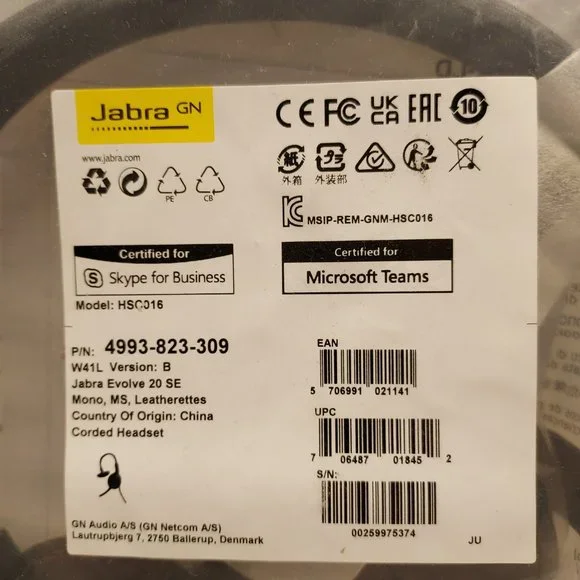 Jabra GN
www.jabra.com
CE FC UK CA EAC 10
PE
CB
紙
プラ
外箱
外装部
MSIP-REM-GNM-HSC016
Certified for
Skype for Business
Certified for
Microsoft Teams
Model: HSC016
P/N: 4993-823-309
W41L Version: B
Jabra Evolve 20 SE
Mono, MS, Leatherettes
Country Of Origin: China
Corded Headset
EAN
5 706991 021141
UPC
7 06487 01845 2
S/N:
00259975374
GN Audio A/S (GN Netcom A/S)
Lautrupbjerg 7, 2750 Ballerup, Denmark
JU